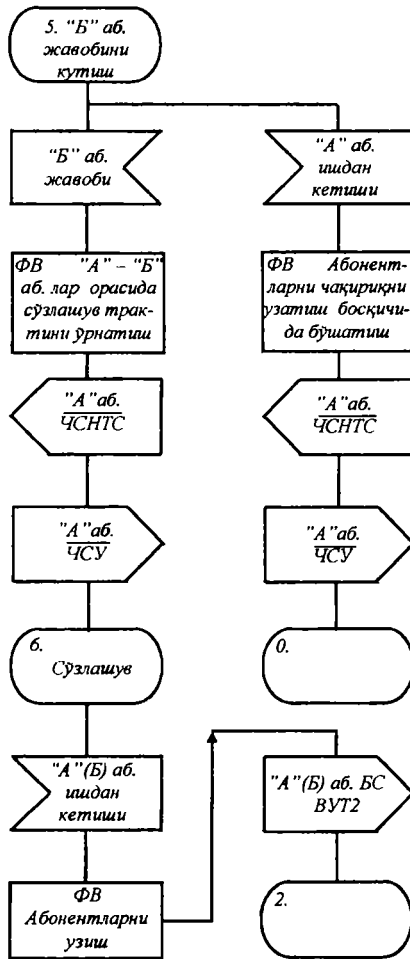 5. "Б" аб.
жавобини
кутиш
"Б" аб.
жавоби
"А" аб.
ишдан
кетиши
ФВ "А" – "Б"
аб. лар орасида
сўзлашув трак-
тини ўрнатиш
ФВ Абонент-
ларни чақириқни
узатиш босқичи-
да бўшатиш
"А"аб.
ЧСНТС
"А"аб.
ЧСНТС
"А"аб.
ЧСУ
"А"аб.
ЧСУ
6.
Сўзлашув
0.
"А"(Б) аб.
ишдан
кетиши
"А"(Б) аб. БС
ВУТ2
ФВ
Абонентларни
узиш
2.